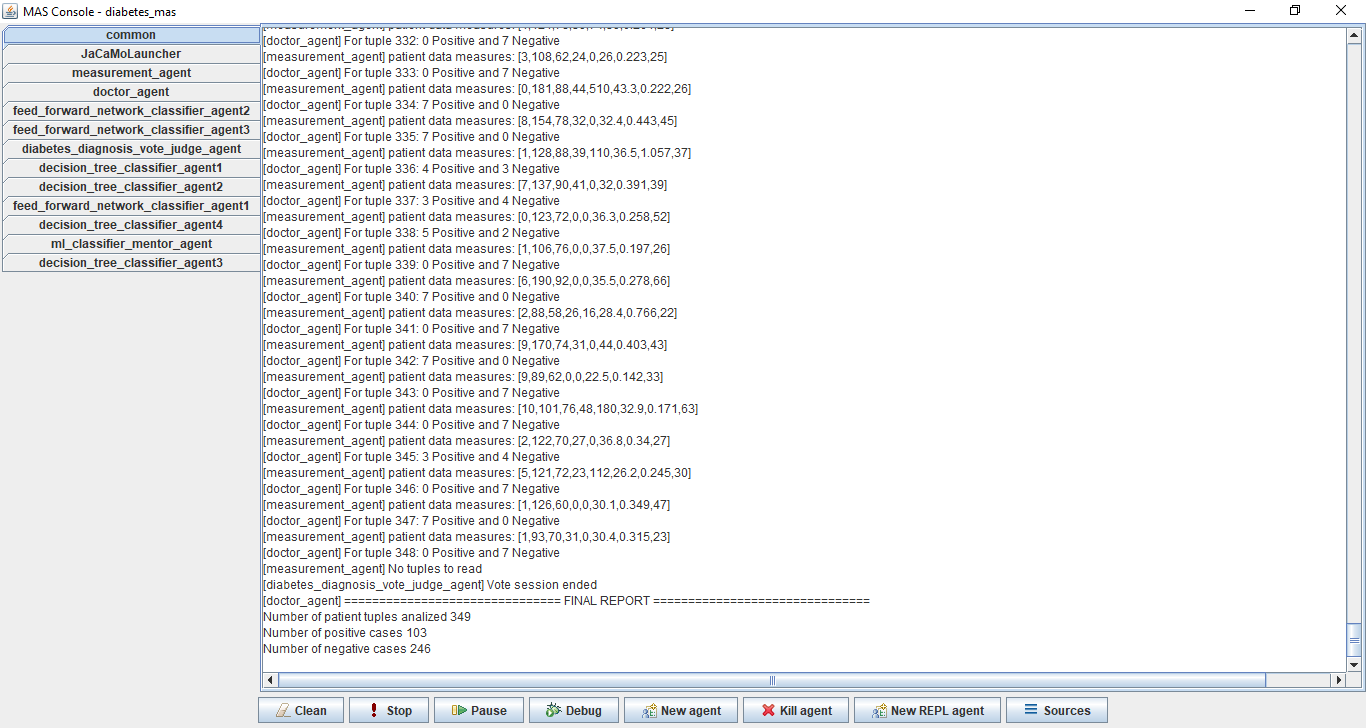 MAS Console - diabetes_mas
common
JaCaMoLauncher
measurement_agent
doctor_agent
feed_forward_network_classifier_agent2
feed_forward_network_classifier_agent3
diabetes_diagnosis_vote_judge_agent
decision_tree_classifier_agent1
decision_tree_classifier_agent2
feed_forward_network_classifier_agent1
decision_tree_classifier_agent4
ml_classifier_mentor_agent
decision_tree_classifier_agent3
[doctor_agent] For tuple 332: 0 Positive and 7 Negative
[measurement_agent] patient data measures: [3,108,62,24,0,26,0.223,25]
[doctor_agent] For tuple 333: 0 Positive and 7 Negative
[measurement_agent] patient data measures: [0,181,88,44,510,43.3,0.222,26]
[doctor_agent] For tuple 334: 7 Positive and 0 Negative
[measurement_agent] patient data measures: [8,154,78,32,0,32.4,0.443,45]
[doctor_agent] For tuple 335: 7 Positive and 0 Negative
[measurement_agent] patient data measures: [1,128,88,39,110,36.5,1.057,37]
[doctor_agent] For tuple 336: 4 Positive and 3 Negative
[measurement_agent] patient data measures: [7,137,90,41,0,32,0.391,39]
[doctor_agent] For tuple 337: 3 Positive and 4 Negative
[measurement_agent] patient data measures: [0,123,72,0,0,36.3,0.258,52]
[doctor_agent] For tuple 338: 5 Positive and 2 Negative
[measurement_agent] patient data measures: [1,106,76,0,0,37.5,0.197,26]
[doctor_agent] For tuple 339: 0 Positive and 7 Negative
[measurement_agent] patient data measures: [6,190,92,0,0,35.5,0.278,66]
[doctor_agent] For tuple 340: 7 Positive and 0 Negative
[measurement_agent] patient data measures: [2,88,58,26,16,28.4,0.766,22]
[doctor_agent] For tuple 341: 0 Positive and 7 Negative
[measurement_agent] patient data measures: [9,170,74,31,0,44,0.403,43]
[doctor_agent] For tuple 342: 7 Positive and 0 Negative
[measurement_agent] patient data measures: [9,89,62,0,0,22.5,0.142,33]
[doctor_agent] For tuple 343: 0 Positive and 7 Negative
[measurement_agent] patient data measures: [10,101,76,48,180,32.9,0.171,63]
[doctor_agent] For tuple 344: 0 Positive and 7 Negative
[measurement_agent] patient data measures: [2,122,70,27,0,36.8,0.34,27]
[doctor_agent] For tuple 345: 3 Positive and 4 Negative
[measurement_agent] patient data measures: [5,121,72,23,112,26.2,0.245,30]
[doctor_agent] For tuple 346: 0 Positive and 7 Negative
[measurement_agent] patient data measures: [1,126,60,0,0,30.1,0.349,47]
[doctor_agent] For tuple 347: 7 Positive and 0 Negative
[measurement_agent] patient data measures: [1,93,70,31,0,30.4,0.315,23]
[doctor_agent] For tuple 348: 0 Positive and 7 Negative
[measurement_agent] No tuples to read
[diabetes_diagnosis_vote_judge_agent] Vote session ended
[doctor_agent] =============================== FINAL REPORT ===============================
Number of patient tuples analized 349
Number of positive cases 103
Number of negative cases 246
Clean
Stop
Pause
Debug
New agent
Kill agent
New REPL agent
Sources